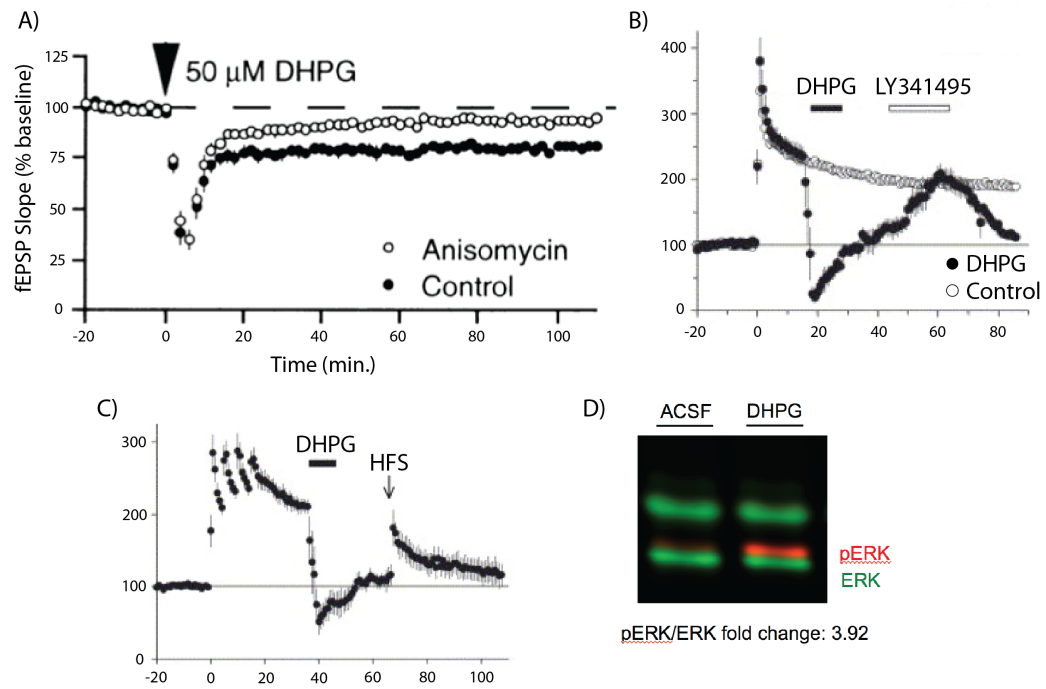 A)
125
100
75
50
25
0
fEPSP Slope (% baseline)
50 µM DHPG
Anisomycin
Control
-20
0
20
40
60
80
100
Time (min.)
B)
400
300
200
100
0
DHPG
LY341495
DHPG
Control
-20
0
20
40
60
80
C)
300
200
100
0
DHPG
HFS
-20
0
20
40
60
80
100
D)
ACSF
DHPG
pERK
ERK
pERK/ERK fold change: 3.92